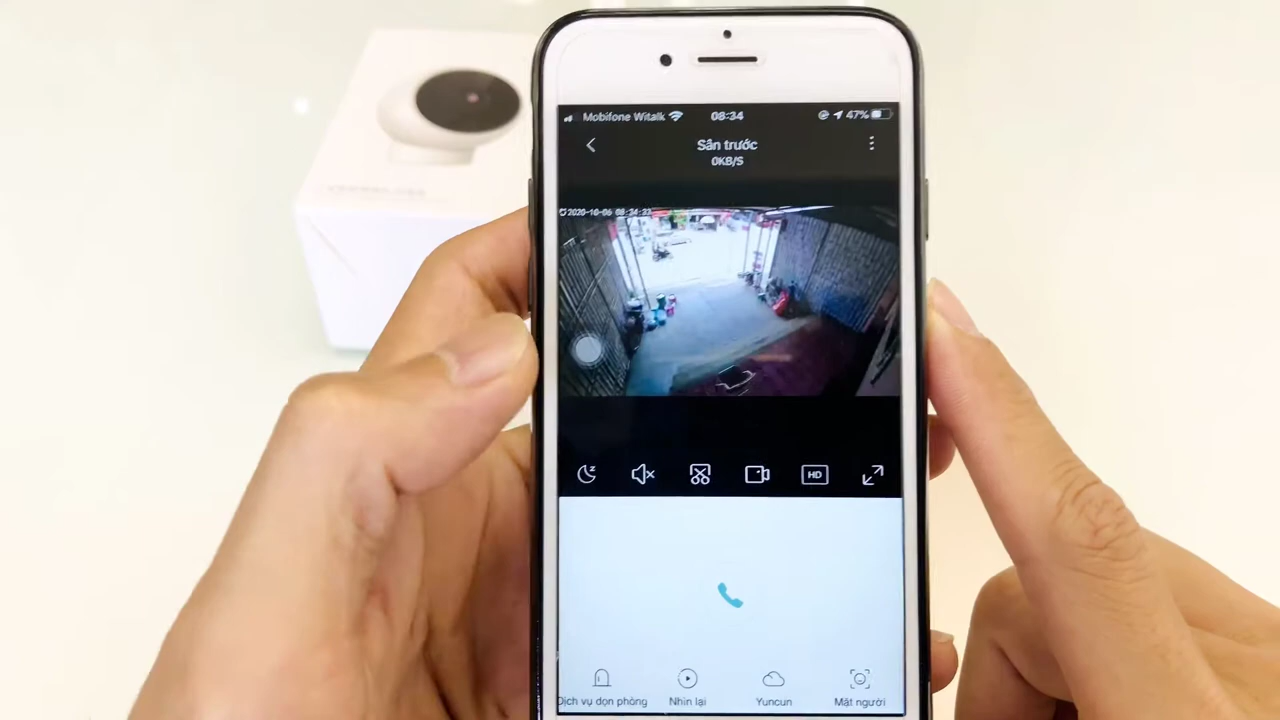 Mobifone Witalk
08:34
47%
Sân trước
0KB/S
2020-10-06 08:34:33
HD
Dịch vụ dọn phòng
Nhìn lại
Yuncun
Mặt người